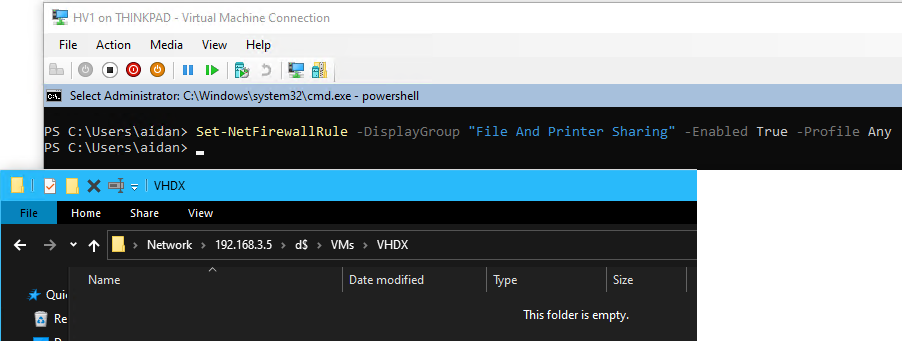 HV1 on THINKPAD - Virtual Machine Connection
File Action Media View Help
Select Administrator: C:\Windows\system32\cmd.exe - powershell
PS C:\Users\aidan> Set-NetFirewallRule -DisplayGroup "File And Printer Sharing" -Enabled True -Profile Any
PS C:\Users\aidan>
VHDX
File Home Share View
Network > 192.168.3.5 > d$ > VMs > VHDX
Name Date modified Type Size
Quic
This folder is empty.
Re